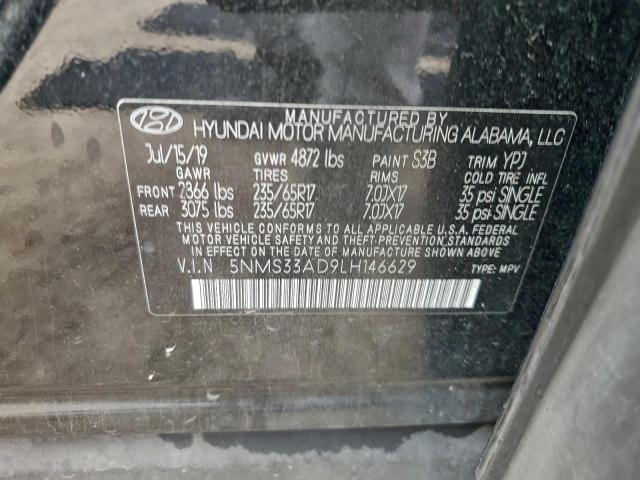 MANUFACTURED BY
HYUNDAI MOTOR MANUFACTURING ALABAMA, LLC
Jul/15/19 GVWR 4872 lbs PAINT S3B TRIM YPJ
GAWR TIRES RIMS COLD TIRE INFL
FRONT 2866 lbs 235/65R17 7.0JX17 35 psi SINGLE
REAR 3075 lbs 235/65R17 7.0JX17 35 psi SINGLE
THIS VEHICLE CONFORMS TO ALL APPLICABLE U.S.A. FEDERAL
MOTOR VEHICLE SAFETY AND THEFT PREVENTION STANDARDS IN
EFFECT ON THE DATE OF MANUFACTURE SHOWN ABOVE.
V.I.N 5NMS33AD9LH146629 TYPE: MPV